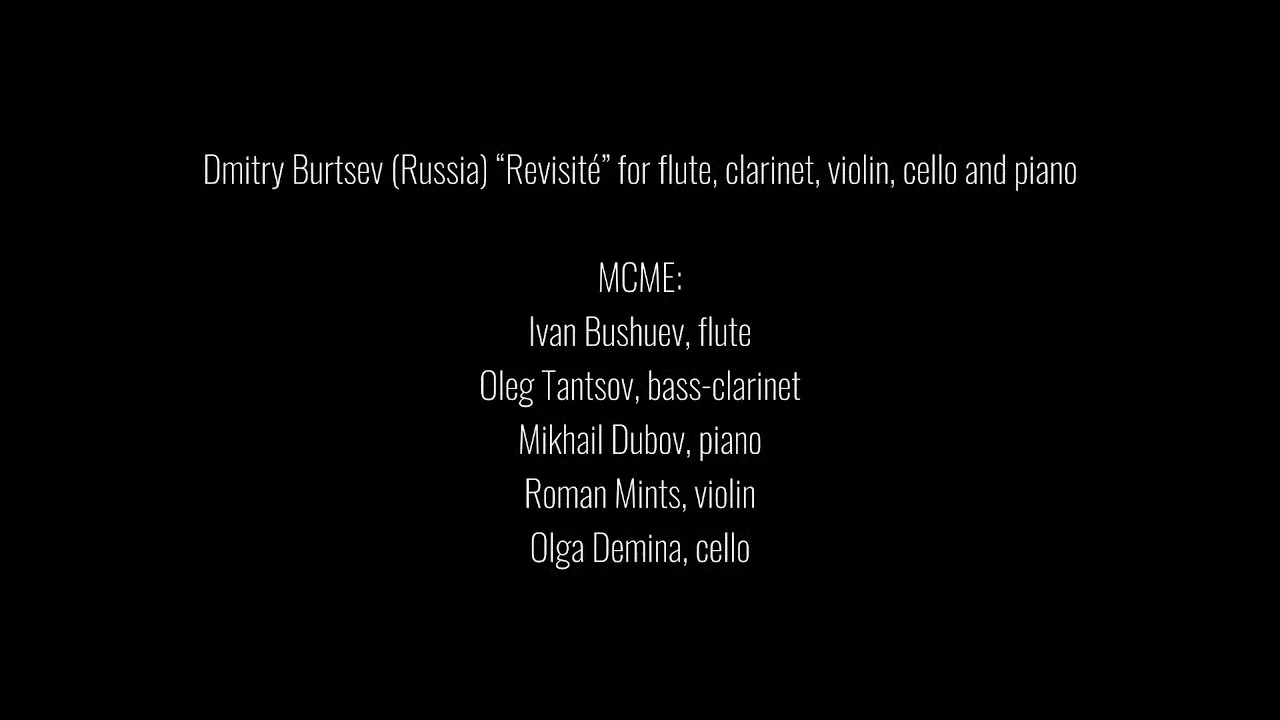 Dmitry Burtsev (Russia) “Revisité” for flute, clarinet, violin, cello and piano
MCME:
Ivan Bushuev, flute
Oleg Tantsov, bass-clarinet
Mikhail Dubov, piano
Roman Mints, violin
Olga Demina, cello